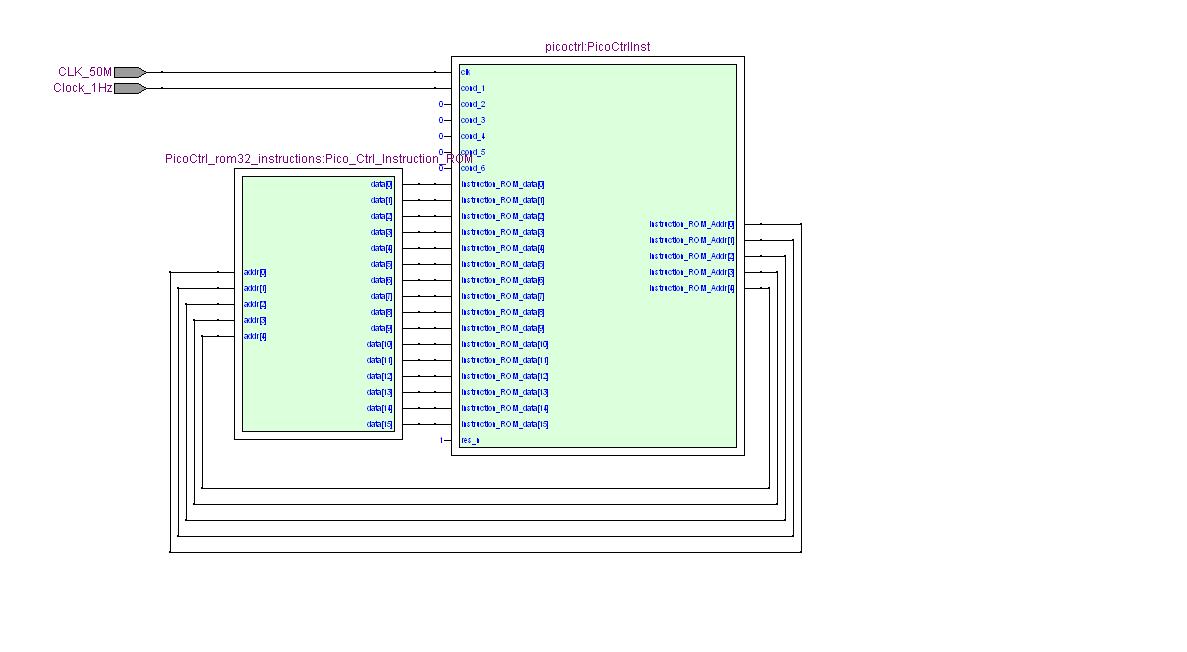 picoctrl:PicoCtrlInst
CLK_50M
Clock_1Hz
clk
cond_1
0 cond_2
0 cond_3
0 cond_4
0 cond_5
0 cond_6
PicoCtrl_rom32_instructions:Pico_Ctrl_Instruction_ROM
data[0]
data[1]
data[2]
data[3]
data[4]
data[5]
data[6]
data[7]
data[8]
data[9]
data[10]
data[11]
data[12]
data[13]
data[14]
data[15]
addr[0]
addr[1]
addr[2]
addr[3]
addr[4]
Instruction_ROM_data[0]
Instruction_ROM_data[1]
Instruction_ROM_data[2]
Instruction_ROM_data[3]
Instruction_ROM_data[4]
Instruction_ROM_data[5]
Instruction_ROM_data[6]
Instruction_ROM_data[7]
Instruction_ROM_data[8]
Instruction_ROM_data[9]
Instruction_ROM_data[10]
Instruction_ROM_data[11]
Instruction_ROM_data[12]
Instruction_ROM_data[13]
Instruction_ROM_data[14]
Instruction_ROM_data[15]
1 res_n
Instruction_ROM_Addr[0]
Instruction_ROM_Addr[1]
Instruction_ROM_Addr[2]
Instruction_ROM_Addr[3]
Instruction_ROM_Addr[4]